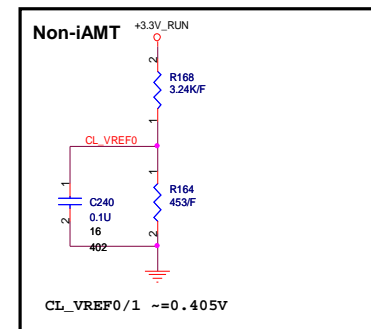 Non-iAMT
+3.3V_RUN
2
R168
3.24K/F
1
CL_VREF0
1
1
C240
0.1U
16
402
2
R164
453/F
2
CL_VREF0/1 ~=0.405V